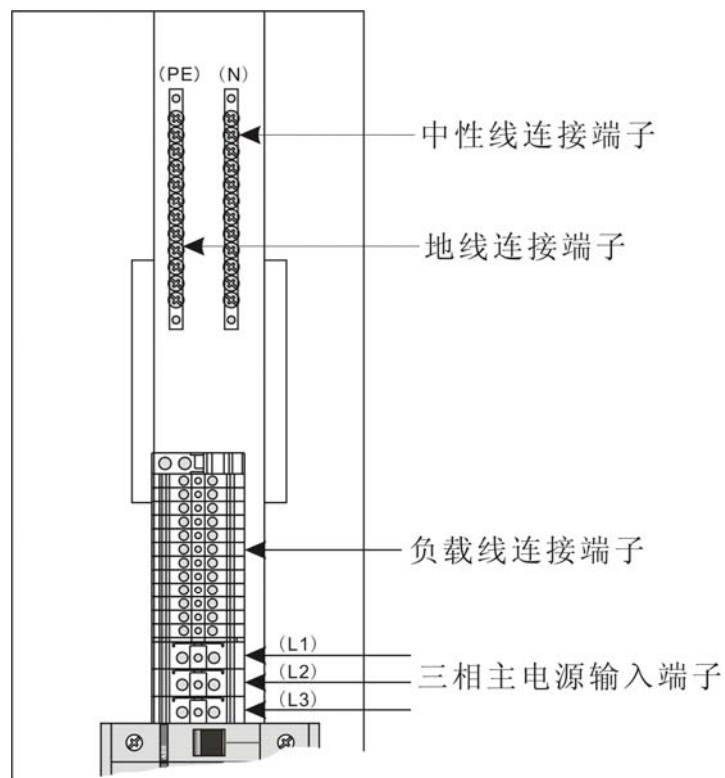 (PE) (N)
中性线连接端子
地线连接端子
负载线连接端子
(L1)
(L2)
三相主电源输入端子
(L3)